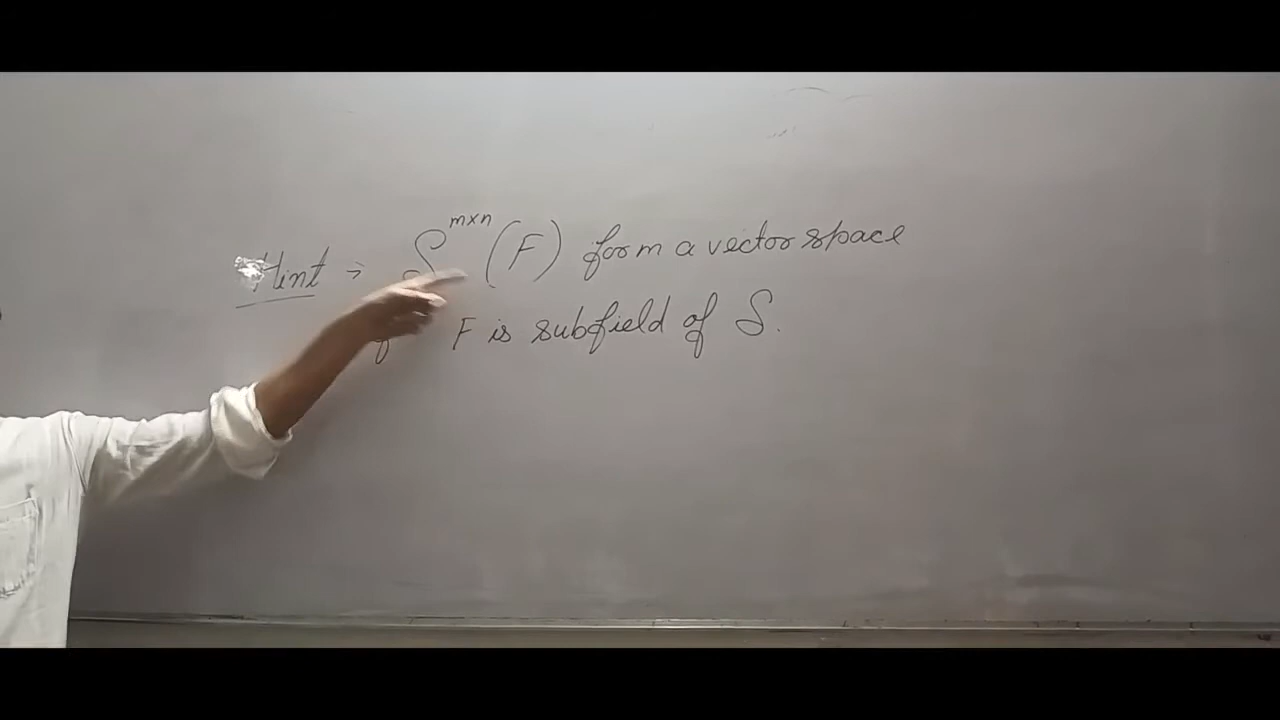 Hint ⇒ S^{m×n} (F) form a vector space
F is subfield of S.